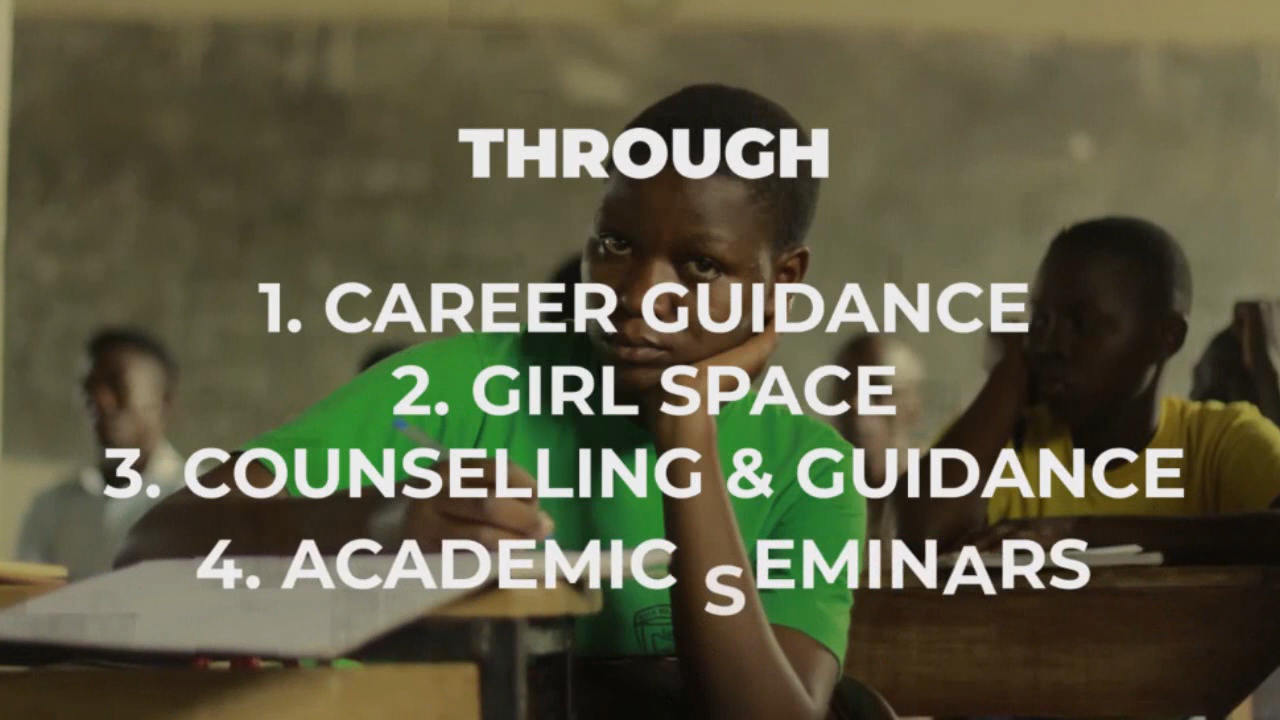 THROUGH
1. CAREER GUIDANCE
2. GIRL SPACE
3. COUNSELLING & GUIDANCE
4. ACADEMIC SEMINARS